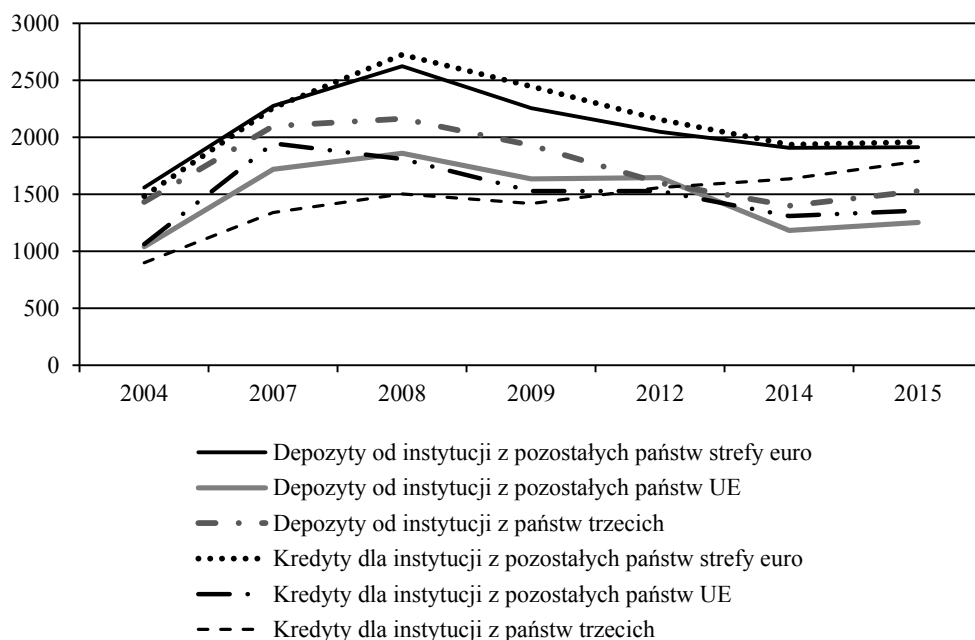 3000
2500
2000
1500
1000
500
0
2004 2007 2008 2009 2012 2014 2015
Depozyty od instytucji z pozostałych państw strefy euro
Depozyty od instytucji z pozostałych państw UE
Depozyty od instytucji z państw trzecich
Kredyty dla instytucji z pozostałych państw strefy euro
Kredyty dla instytucji z pozostałych państw UE
Kredyty dla instytucji z państw trzecich